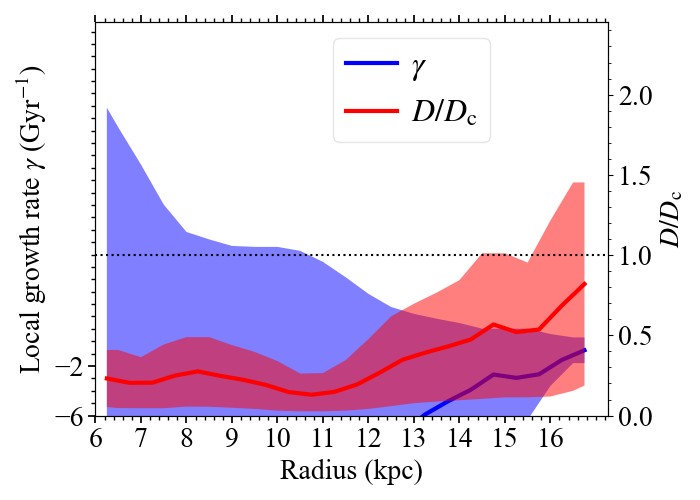 γ
D/Dc
Local growth rate γ (Gyr⁻¹)
−2
−6
2.0
1.5
1.0
0.5
0.0
D/Dc
6 7 8 9 10 11 12 13 14 15 16
Radius (kpc)